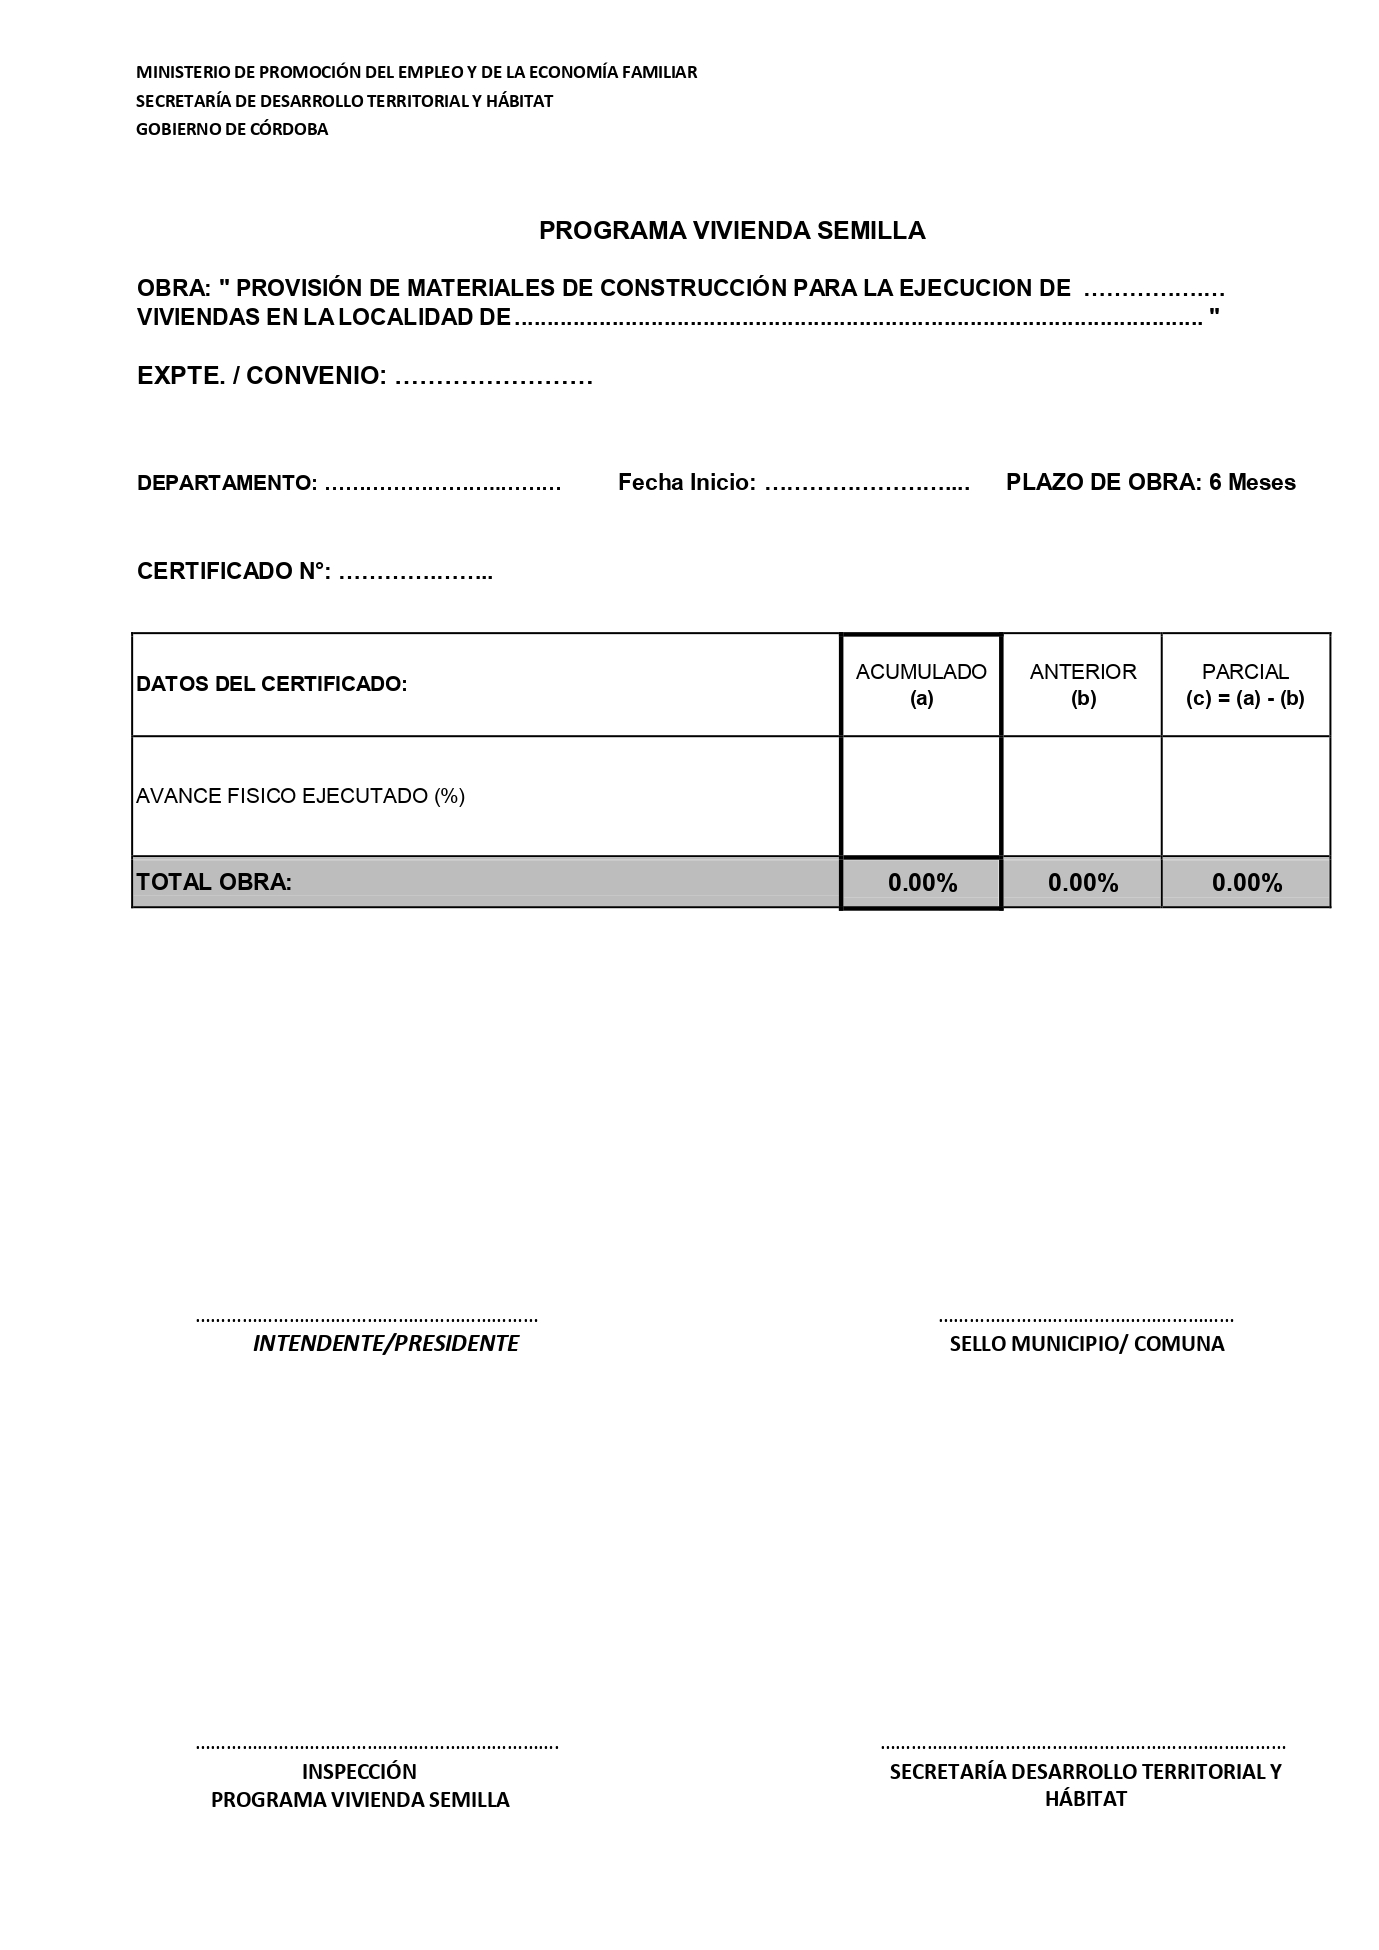 MINISTERIO DE PROMOCIÓN DEL EMPLEO Y DE LA ECONOMÍA FAMILIAR
SECRETARÍA DE DESARROLLO TERRITORIAL Y HÁBITAT
GOBIERNO DE CÓRDOBA
PROGRAMA VIVIENDA SEMILLA
OBRA: " PROVISIÓN DE MATERIALES DE CONSTRUCCIÓN PARA LA EJECUCION DE ……………….…
VIVIENDAS EN LA LOCALIDAD DE.......................................................................................................... "
EXPTE. / CONVENIO: ……………………
DEPARTAMENTO: ……………………..……… Fecha Inicio: …………………….... PLAZO DE OBRA: 6 Meses
CERTIFICADO N°: ………………..
DATOS DEL CERTIFICADO: ACUMULADO ANTERIOR PARCIAL
(a) (b) (c) = (a) - (b)
AVANCE FISICO EJECUTADO (%)
TOTAL OBRA: 0.00% 0.00% 0.00%
………………………………………………………… …………………………………………………
INTENDENTE/PRESIDENTE SELLO MUNICIPIO/ COMUNA
……………………………………………………………. ……………………………………………………………………
INSPECCIÓN SECRETARÍA DESARROLLO TERRITORIAL Y
PROGRAMA VIVIENDA SEMILLA HÁBITAT